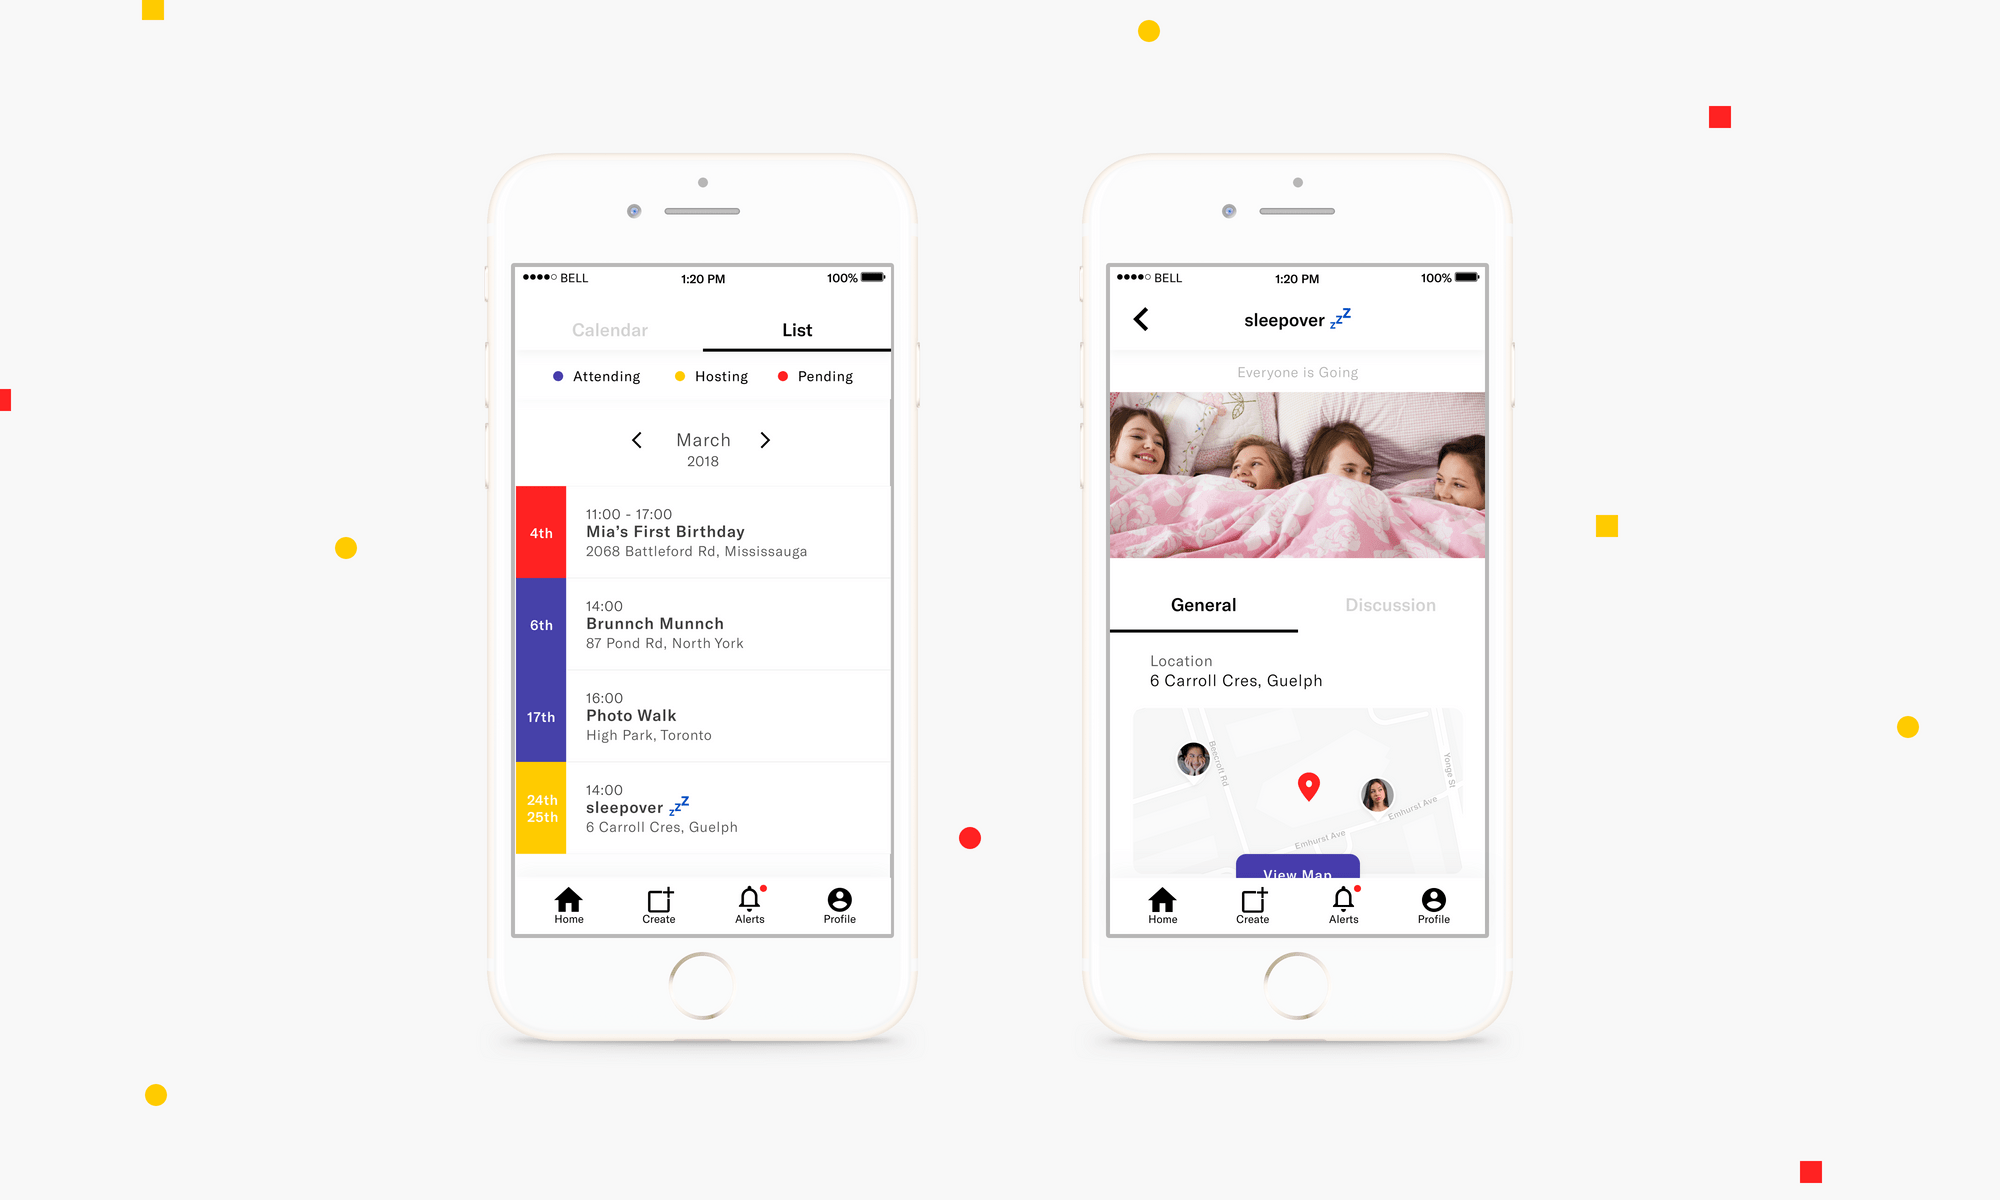 BELL 1:20 PM 100%
Calendar List
Attending Hosting Pending
March
2018
4th
11:00 - 17:00
Mia's First Birthday
2068 Battleford Rd, Mississauga
6th
14:00
Brunnch Munnch
87 Pond Rd, North York
17th
16:00
Photo Walk
High Park, Toronto
24th
25th
14:00
sleepover zzZ
6 Carroll Cres, Guelph
Home Create Alerts Profile
BELL 1:20 PM 100%
sleepover zzZ
Everyone is Going
General Discussion
Location
6 Carroll Cres, Guelph
Beecroft Rd
Yonge St
Emhurst Ave
Emhurst Ave
View Map
Home Create Alerts Profile